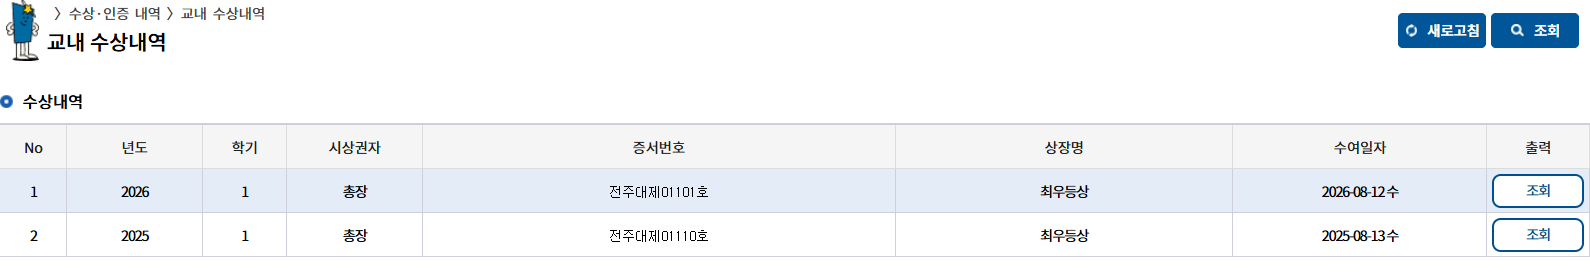 〉 수상·인증 내역 〉 교내 수상내역
교내 수상내역
새로고침 조회
수상내역
No 년도 학기 시상권자 증서번호 상장명 수여일자 출력
1 2026 1 총장 전주대제01101호 최우등상 2026-08-12 수 조회
2 2025 1 총장 전주대제01110호 최우등상 2025-08-13 수 조회